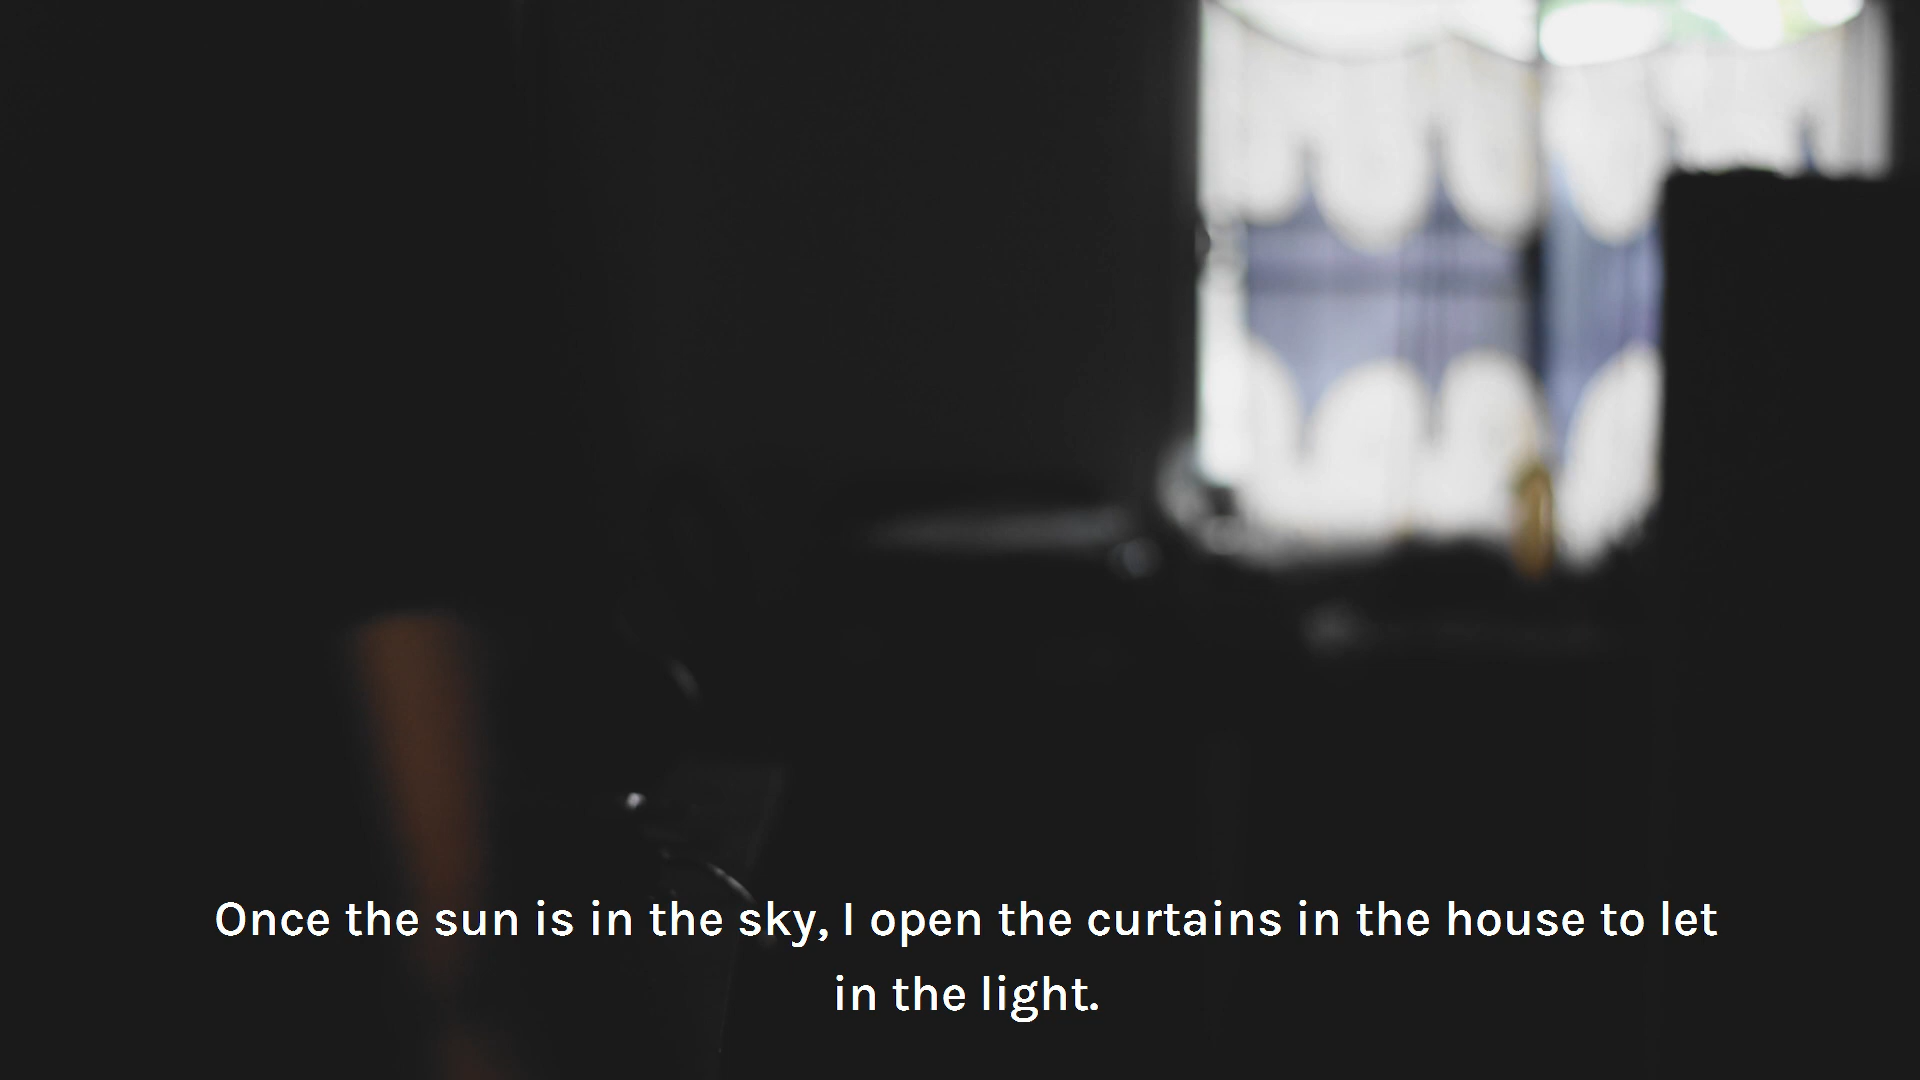 Once the sun is in the sky, I open the curtains in the house to let
in the light.